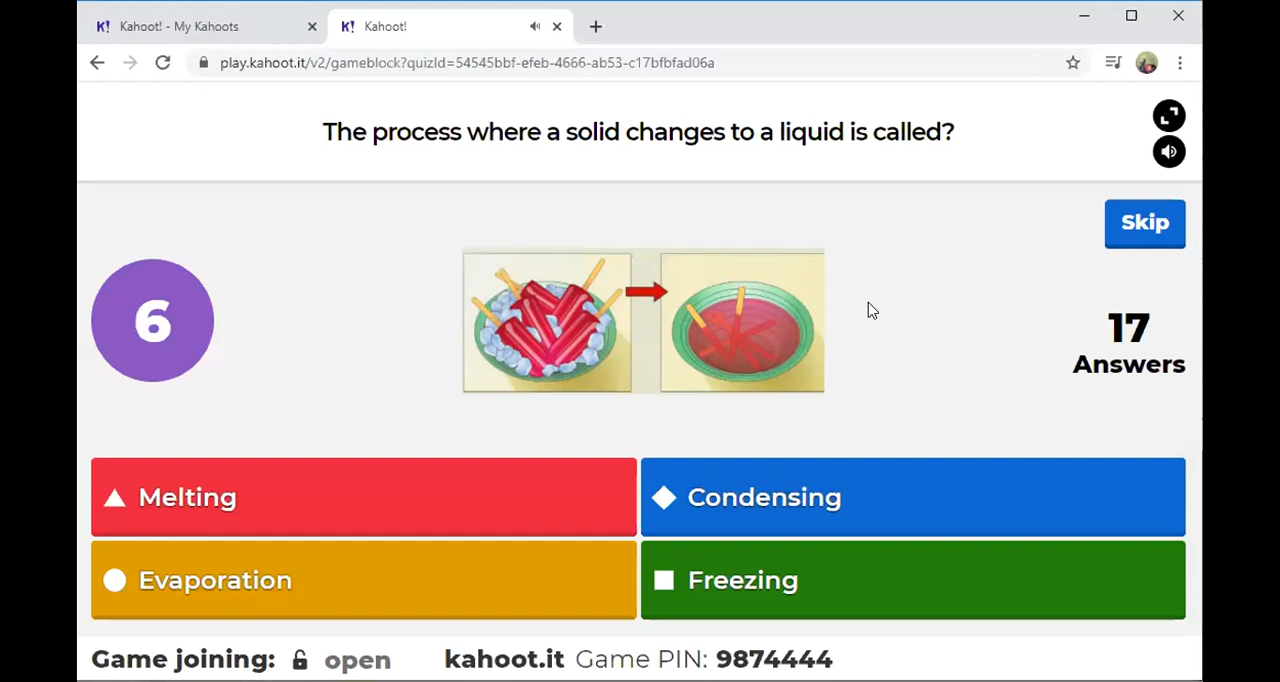 K! Kahoot! - My Kahoots
K! Kahoot!
play.kahoot.it/v2/gameblock?quizId=54545bbf-efeb-4666-ab53-c17bfbfad06a
The process where a solid changes to a liquid is called?
Skip
6
17
Answers
Melting
Condensing
Evaporation
Freezing
Game joining: open kahoot.it Game PIN: 9874444